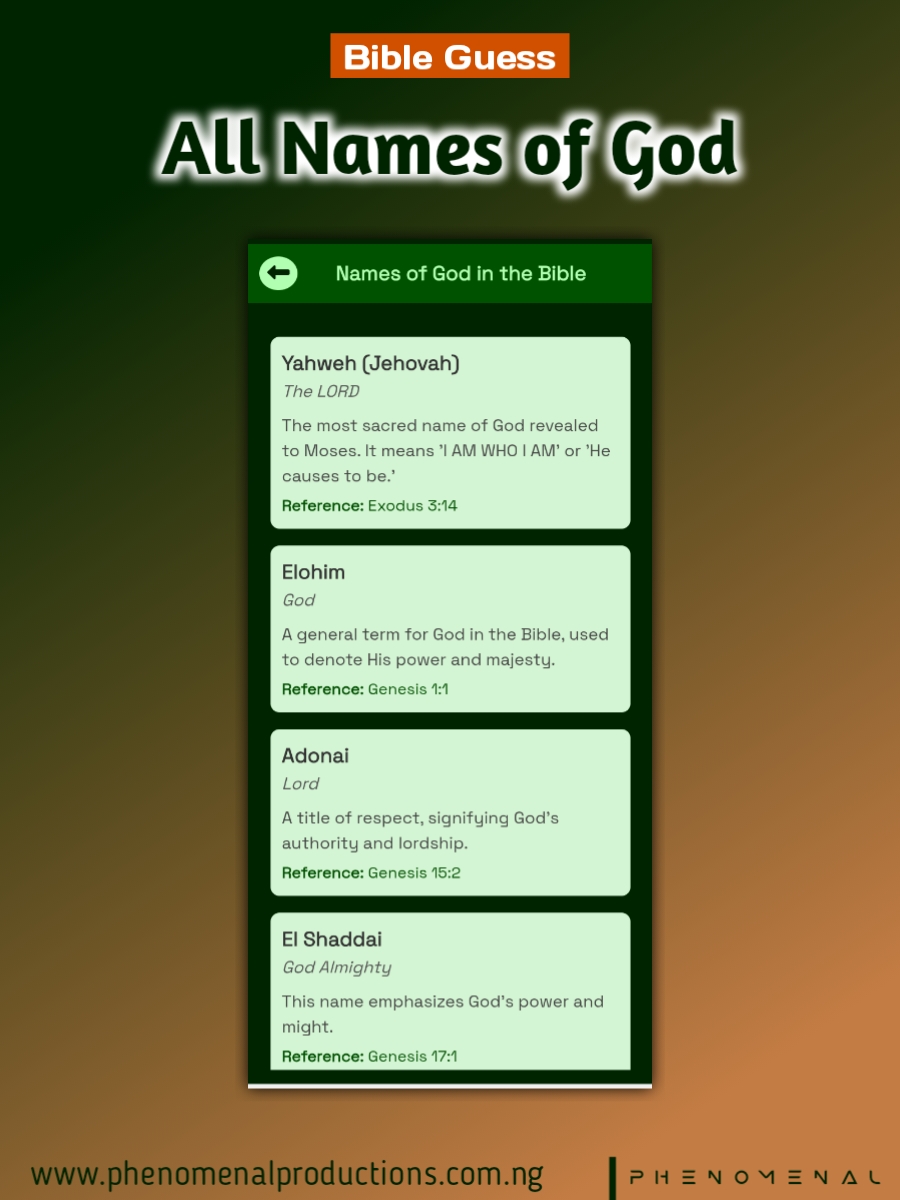 Bible Guess
All Names of God
Names of God in the Bible
Yahweh (Jehovah)
The LORD
The most sacred name of God revealed
to Moses. It means 'I AM WHO I AM' or 'He
causes to be.'
Reference: Exodus 3:14
Elohim
God
A general term for God in the Bible, used
to denote His power and majesty.
Reference: Genesis 1:1
Adonai
Lord
A title of respect, signifying God's
authority and lordship.
Reference: Genesis 15:2
El Shaddai
God Almighty
This name emphasizes God's power and
might.
Reference: Genesis 17:1
www.phenomenalproductions.com.ng
PHENOMENAL